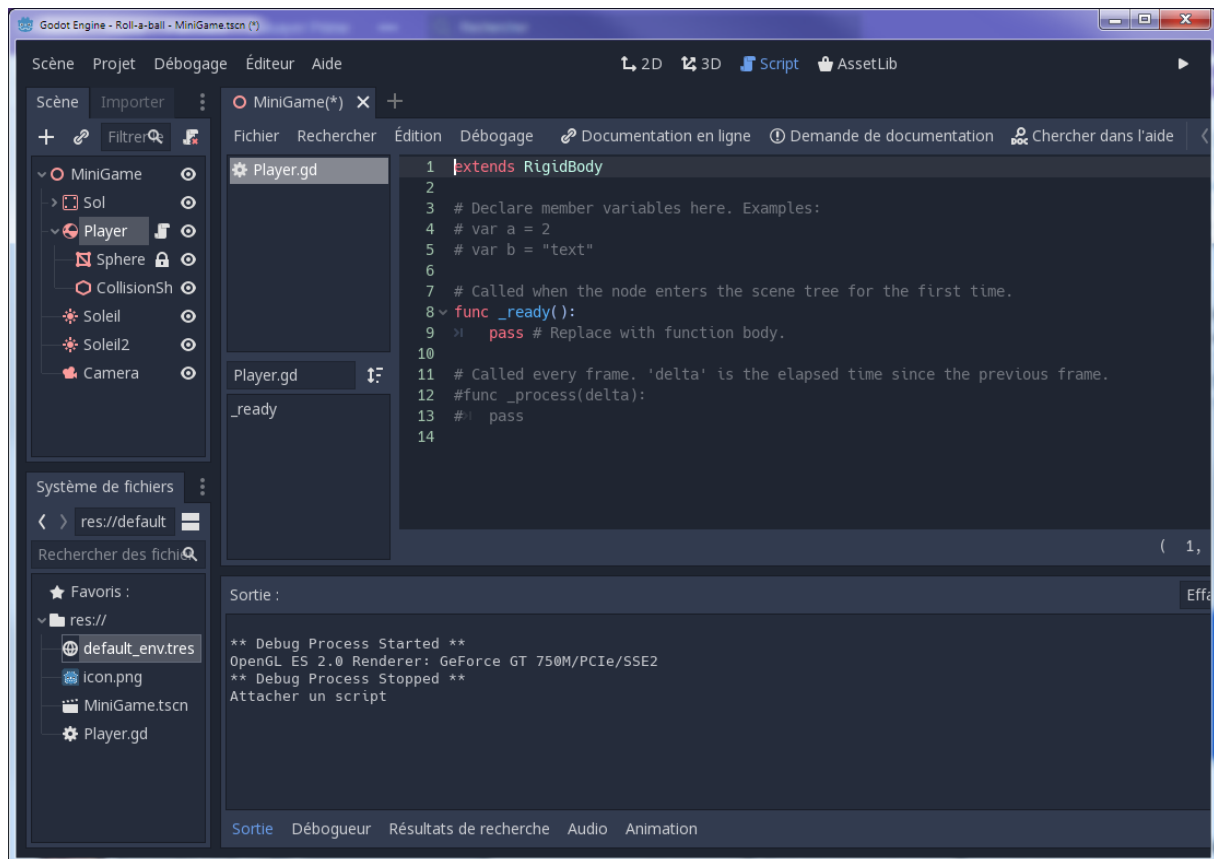 Godot Engine - Roll-a-ball - MiniGame.tscn (*)
Scène Projet Débogage Éditeur Aide 2D 3D Script AssetLib
Scène Importer
MiniGame(*)
Filtrer
Fichier Rechercher Édition Débogage Documentation en ligne Demande de documentation Chercher dans l'aide
MiniGame
Sol
Player
Sphere
CollisionSh
Soleil
Soleil2
Camera
Player.gd
Player.gd
_ready
1 extends RigidBody
2
3 # Declare member variables here. Examples:
4 # var a = 2
5 # var b = "text"
6
7 # Called when the node enters the scene tree for the first time.
8 func _ready():
9 pass # Replace with function body.
10
11 # Called every frame. 'delta' is the elapsed time since the previous frame.
12 #func _process(delta):
13 # pass
14
( 1,
Système de fichiers
res://default
Rechercher des fichie
Favoris :
res://
default_env.tres
icon.png
MiniGame.tscn
Player.gd
Sortie : Effa
** Debug Process Started **
OpenGL ES 2.0 Renderer: GeForce GT 750M/PCIe/SSE2
** Debug Process Stopped **
Attacher un script
Sortie Débogueur Résultats de recherche Audio Animation